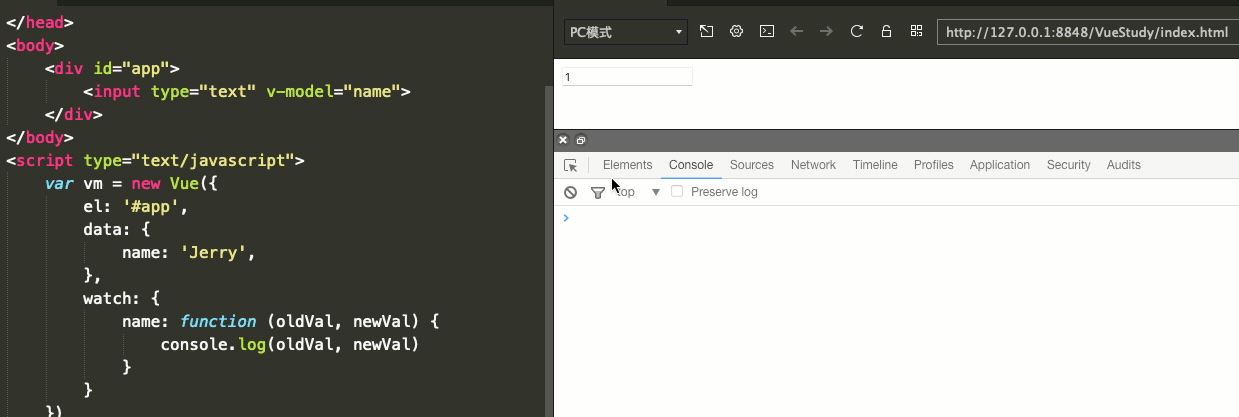 </head>
<body>
<div id="app">
<input type="text" v-model="name">
</div>
</body>
<script type="text/javascript">
var vm = new Vue({
el: '#app',
data: {
name: 'Jerry',
},
watch: {
name: function (oldVal, newVal) {
console.log(oldVal, newVal)
}
}
})
PC模式
http://127.0.0.1:8848/VueStudy/index.html
1
Elements Console Sources Network Timeline Profiles Application Security Audits
top Preserve log